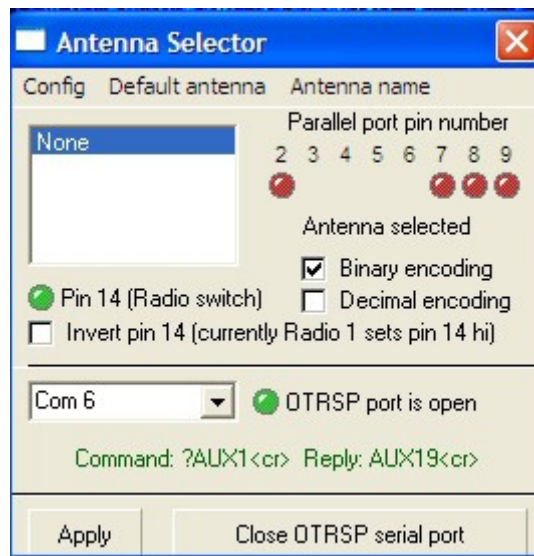 Antenna Selector
Config Default antenna Antenna name
None
Parallel port pin number
2 3 4 5 6 7 8 9
Antenna selected
Binary encoding
Pin 14 (Radio switch)
Decimal encoding
Invert pin 14 (currently Radio 1 sets pin 14 hi)
Com 6
OTRSP port is open
Command: ?AUX1<cr> Reply: AUX19<cr>
Apply
Close OTRSP serial port